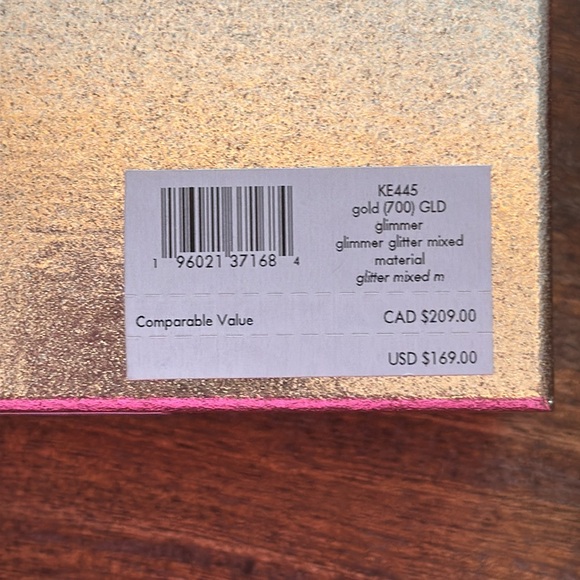 KE445
gold (700) GLD
glimmer
glimmer glitter mixed
material
glitter mixed m
1 96021 37168 4
Comparable Value CAD $209.00
USD $169.00